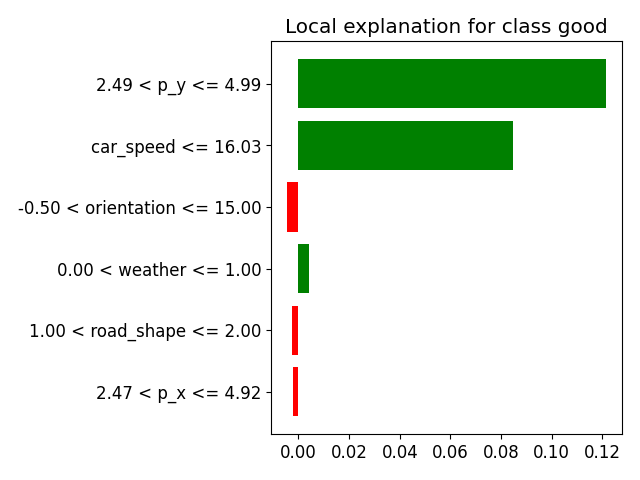 Local explanation for class good
2.49 < p_y <= 4.99
car_speed <= 16.03
-0.50 < orientation <= 15.00
0.00 < weather <= 1.00
1.00 < road_shape <= 2.00
2.47 < p_x <= 4.92
0.00 0.02 0.04 0.06 0.08 0.10 0.12